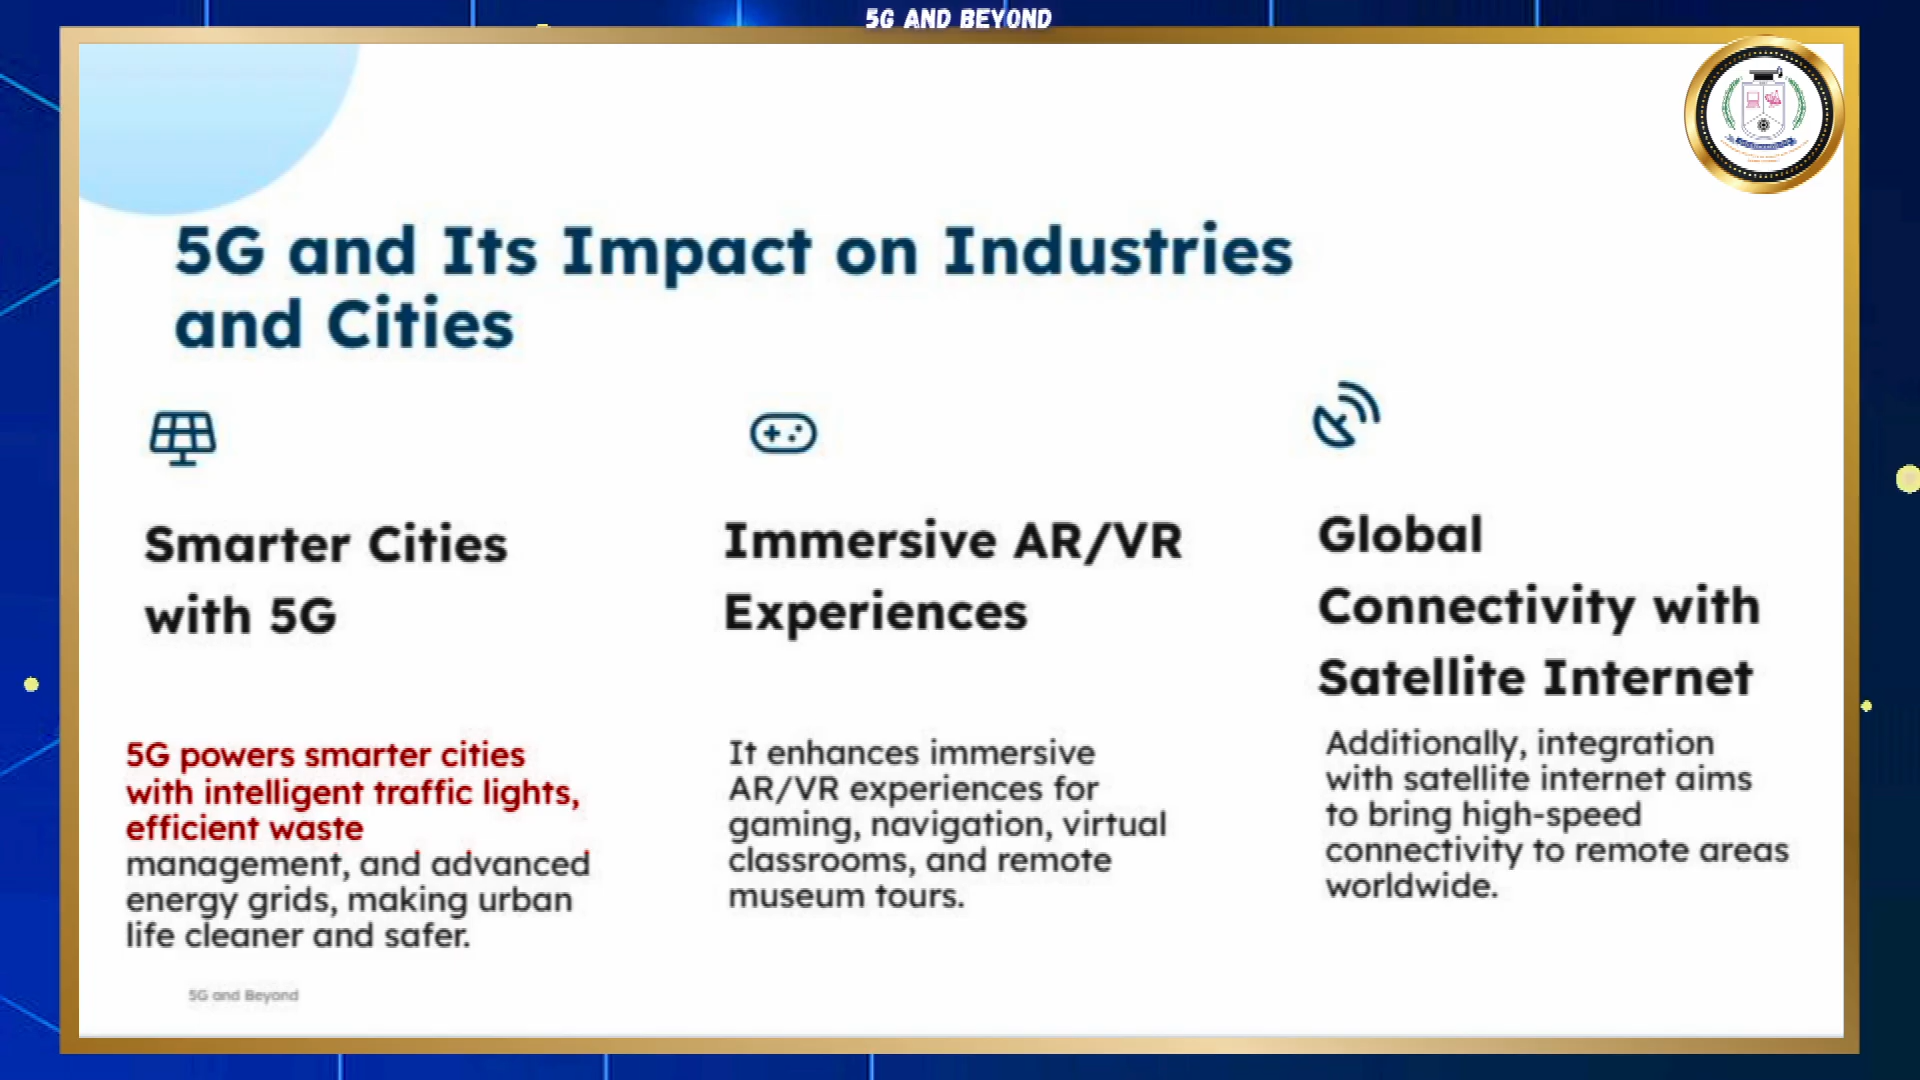 5G AND BEYOND
5G and Its Impact on Industries
and Cities
Smarter Cities
with 5G
5G powers smarter cities
with intelligent traffic lights,
efficient waste
management, and advanced
energy grids, making urban
life cleaner and safer.
Immersive AR/VR
Experiences
It enhances immersive
AR/VR experiences for
gaming, navigation, virtual
classrooms, and remote
museum tours.
Global
Connectivity with
Satellite Internet
Additionally, integration
with satellite internet aims
to bring high-speed
connectivity to remote areas
worldwide.
5G and Beyond